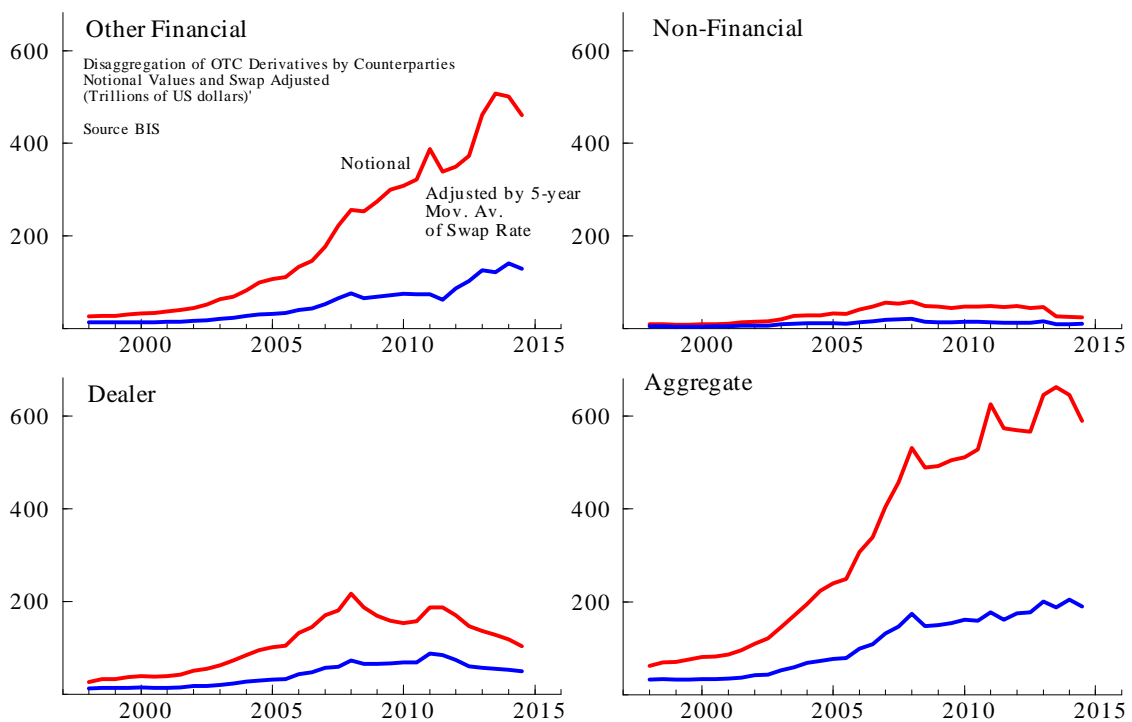 Other Financial
Disaggregation of OTC Derivatives by Counterparties
Notional Values and Swap Adjusted
(Trillions of US dollars)'
Source BIS
Notional
Adjusted by 5-year
Mov. Av.
of Swap Rate
600
400
200
2000 2005 2010 2015
Non-Financial
600
400
200
2000 2005 2010 2015
Dealer
600
400
200
2000 2005 2010 2015
Aggregate
600
400
200
2000 2005 2010 2015